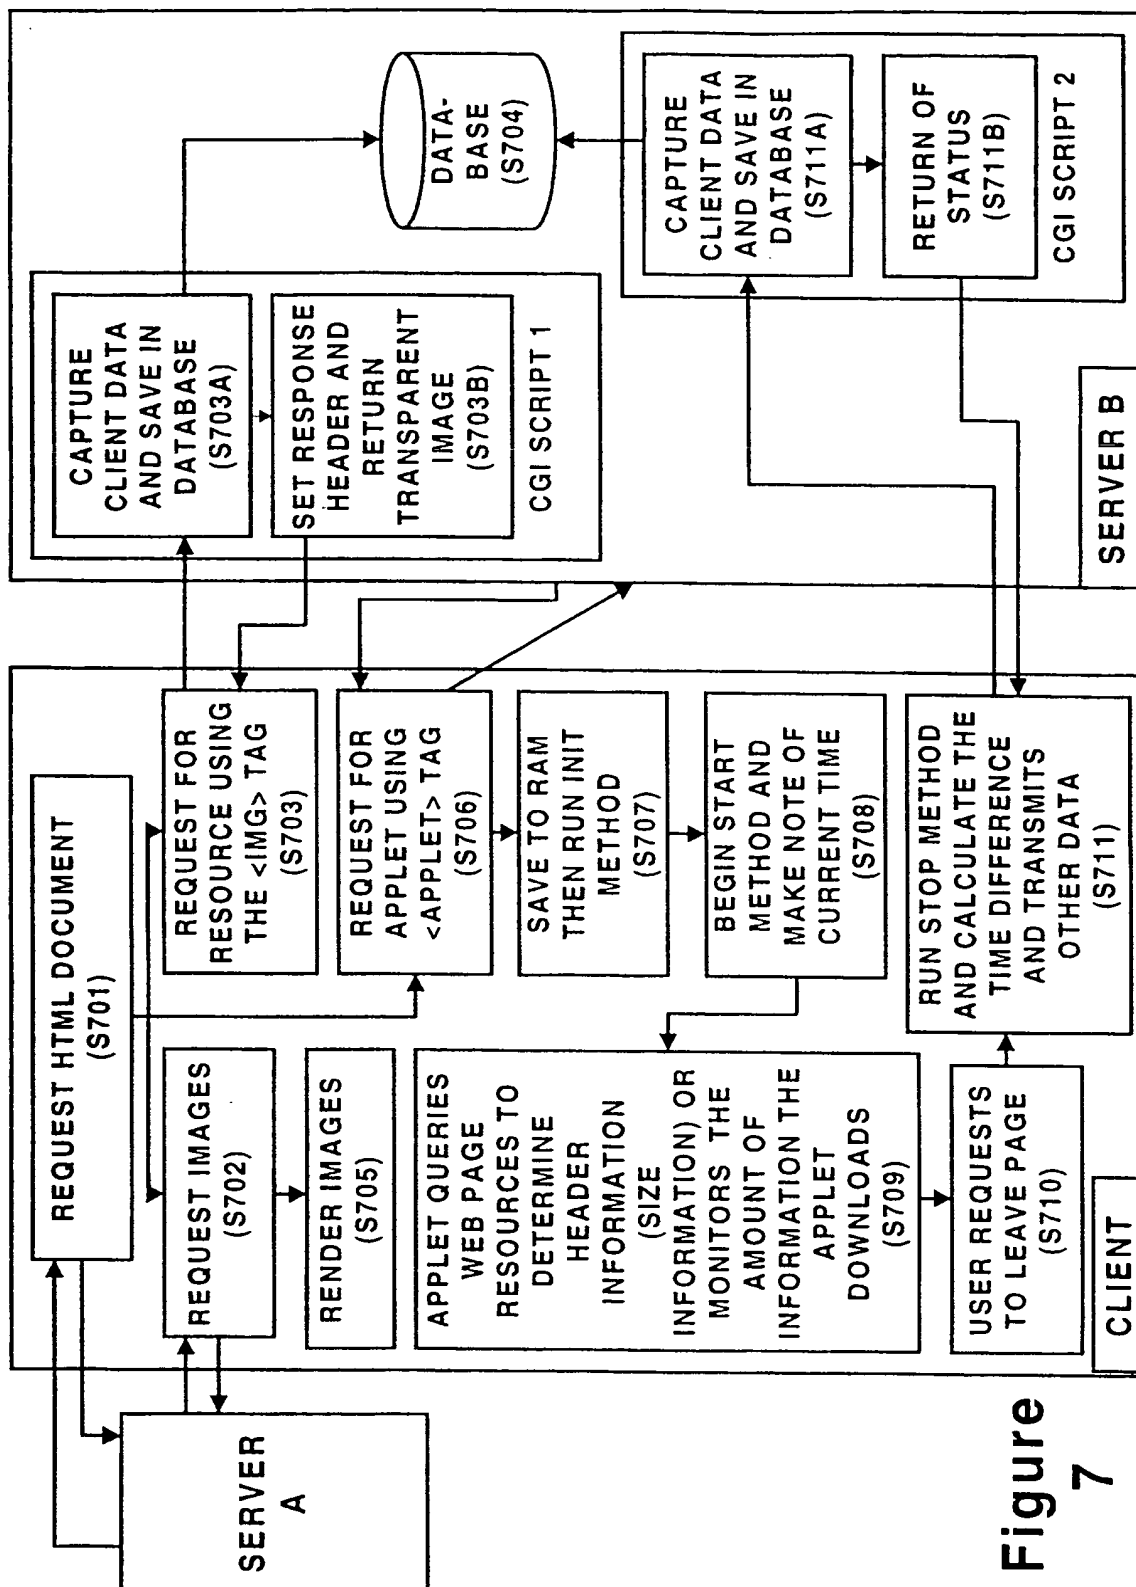 SERVER
A
REQUEST HTML DOCUMENT
(S701)
REQUEST IMAGES
(S702)
RENDER IMAGES
(S705)
REQUEST FOR
RESOURCE USING
THE <IMG> TAG
(S703)
REQUEST FOR
APPLET USING
<APPLET> TAG
(S706)
SAVE TO RAM
THEN RUN INIT
METHOD
(S707)
BEGIN START
METHOD AND
MAKE NOTE OF
CURRENT TIME
(S708)
APPLET QUERIES
WEB PAGE
RESOURCES TO
DETERMINE
HEADER
INFORMATION
(SIZE
INFORMATION) OR
MONITORS THE
AMOUNT OF
INFORMATION THE
APPLET
DOWNLOADS
(S709)
USER REQUESTS
TO LEAVE PAGE
(S710)
RUN STOP METHOD
AND CALCULATE THE
TIME DIFFERENCE
AND TRANSMITS
OTHER DATA
(S711)
CLIENT
CAPTURE
CLIENT DATA
AND SAVE IN
DATABASE
(S703A)
SET RESPONSE
HEADER AND
RETURN
TRANSPARENT
IMAGE
(S703B)
CGI SCRIPT 1
DATA-
BASE
(S704)
CAPTURE
CLIENT DATA
AND SAVE IN
DATABASE
(S711A)
RETURN OF
STATUS
(S711B)
CGI SCRIPT 2
SERVER B
Figure
7